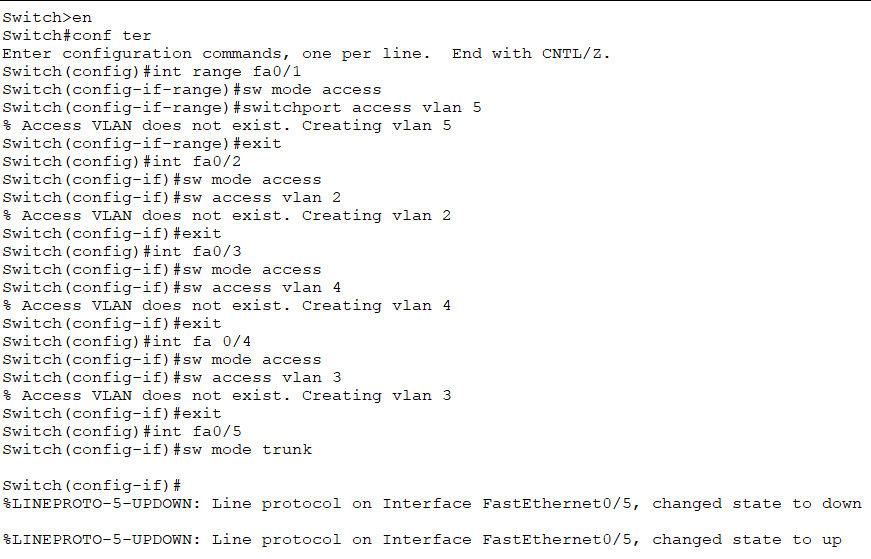 Switch>en
Switch#conf ter
Enter configuration commands, one per line.  End with CNTL/Z.
Switch(config)#int range fa0/1
Switch(config-if-range)#sw mode access
Switch(config-if-range)#switchport access vlan 5
% Access VLAN does not exist. Creating vlan 5
Switch(config-if-range)#exit
Switch(config)#int fa0/2
Switch(config-if)#sw mode access
Switch(config-if)#sw access vlan 2
% Access VLAN does not exist. Creating vlan 2
Switch(config-if)#exit
Switch(config)#int fa0/3
Switch(config-if)#sw mode access
Switch(config-if)#sw access vlan 4
% Access VLAN does not exist. Creating vlan 4
Switch(config-if)#exit
Switch(config)#int fa 0/4
Switch(config-if)#sw mode access
Switch(config-if)#sw access vlan 3
% Access VLAN does not exist. Creating vlan 3
Switch(config-if)#exit
Switch(config)#int fa0/5
Switch(config-if)#sw mode trunk
Switch(config-if)#
%LINEPROTO-5-UPDOWN: Line protocol on Interface FastEthernet0/5, changed state to down
%LINEPROTO-5-UPDOWN: Line protocol on Interface FastEthernet0/5, changed state to up